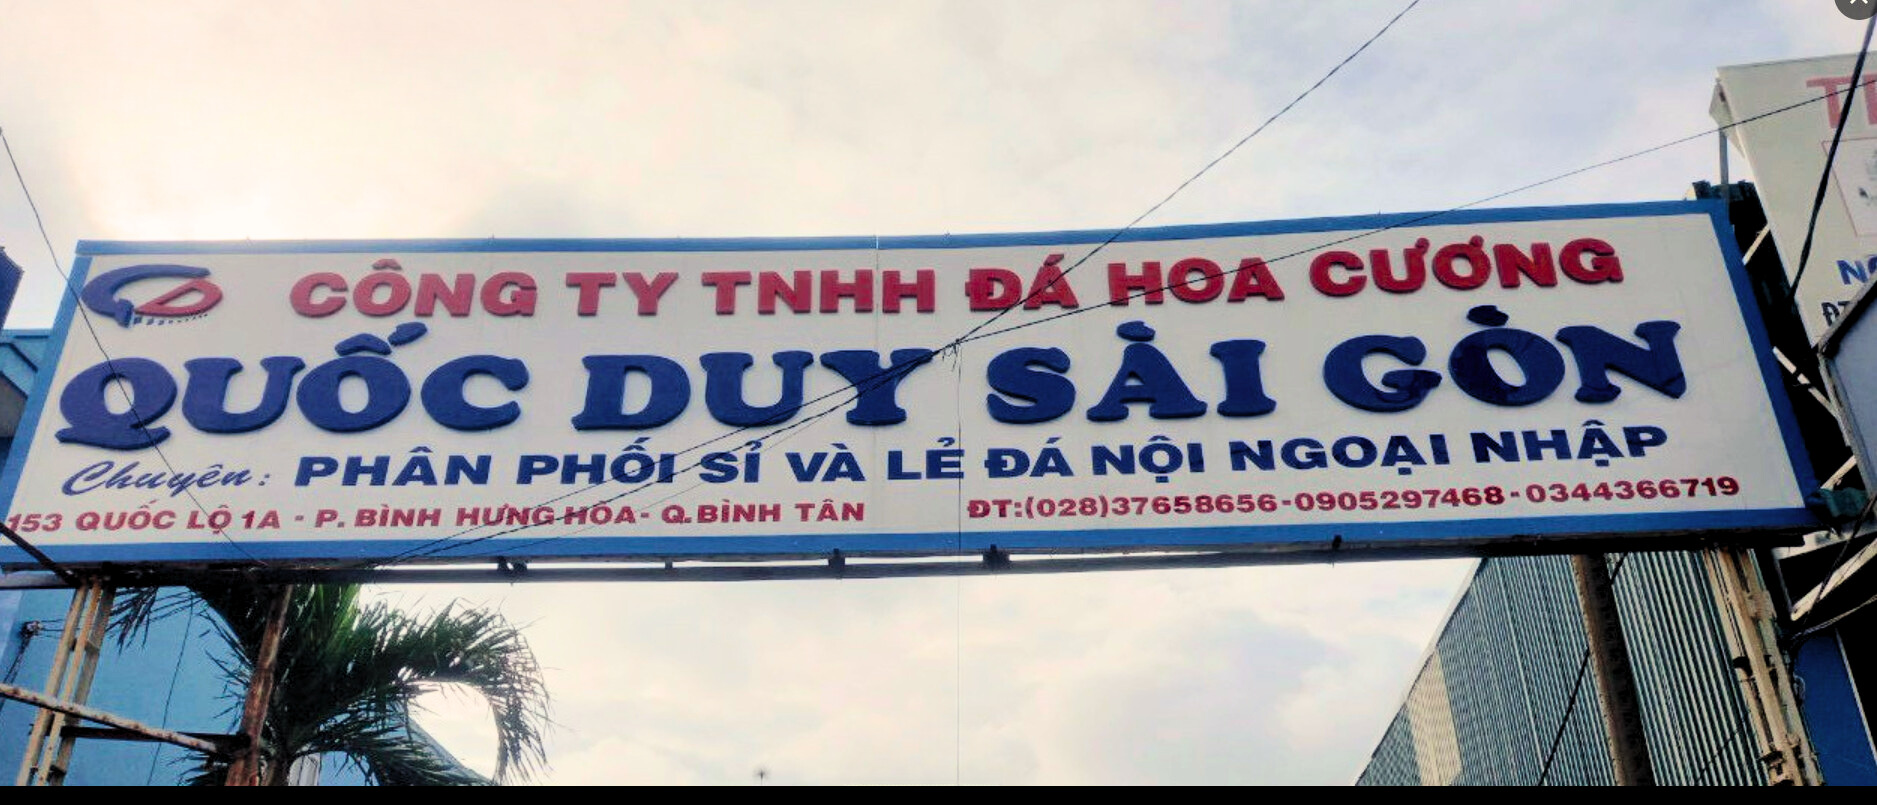 CÔNG TY TNHH ĐÁ HOA CƯƠNG
QUỐC DUY SÀI GÒN
Chuyên: PHÂN PHỐI SỈ VÀ LẺ ĐÁ NỘI NGOẠI NHẬP
153 QUỐC LỘ 1A - P. BÌNH HƯNG HÒA- Q.BÌNH TÂN ĐT:(028)37658656-0905297468-0344366719